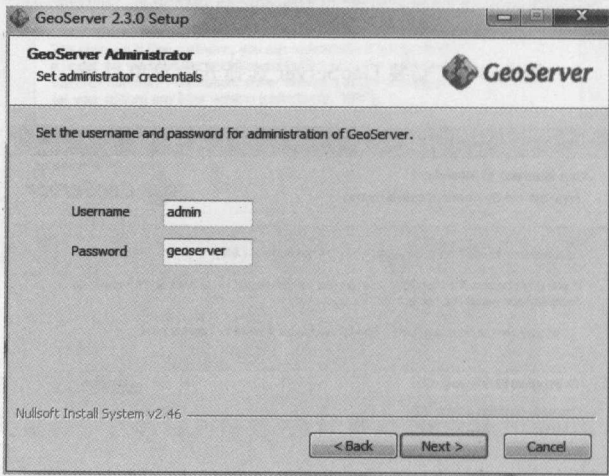 GeoServer 2.3.0 Setup
GeoServer Administrator
Set administrator credentials
GeoServer
Set the username and password for administration of GeoServer.
Username admin
Password geoserver
Nullsoft Install System v2.46
< Back Next > Cancel